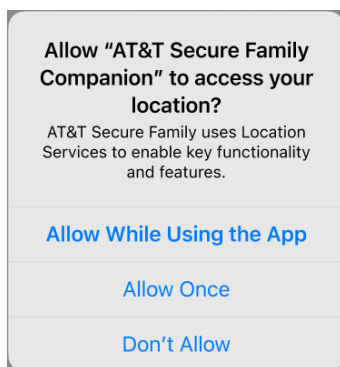 Allow “AT&T Secure Family
Companion” to access your
location?
AT&T Secure Family uses Location
Services to enable key functionality
and features.
Allow While Using the App
Allow Once
Don’t Allow